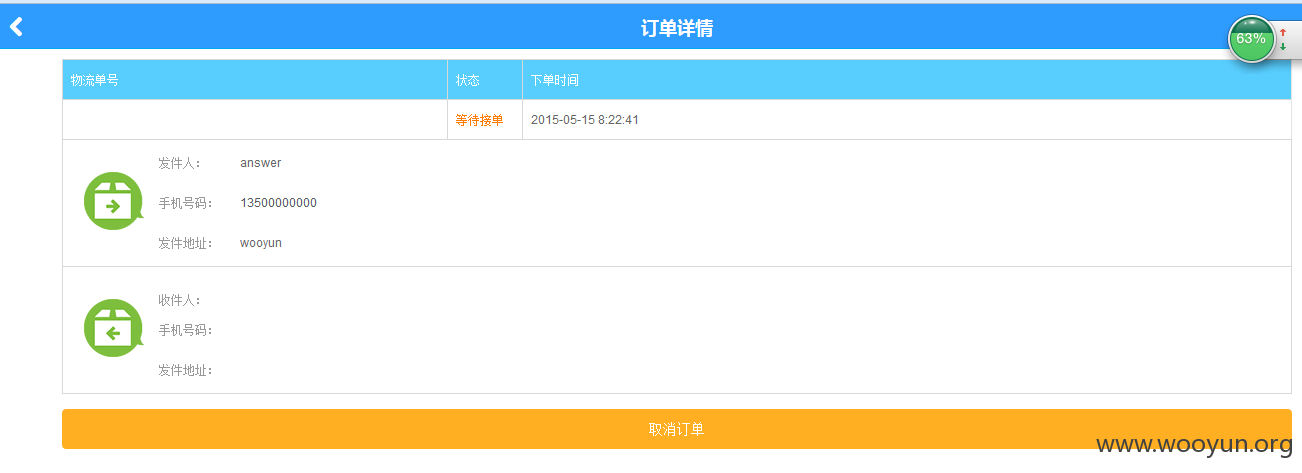 订单详情
63%
物流单号 状态 下单时间
等待接单 2015-05-15 8:22:41
发件人： answer
手机号码： 13500000000
发件地址： wooyun
收件人：
手机号码：
发件地址：
取消订单
www.wooyun.org